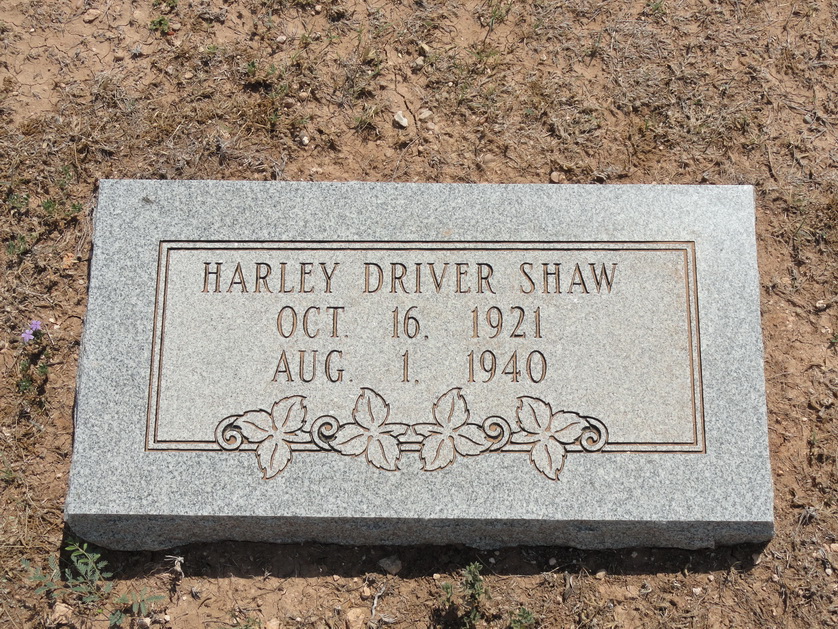 HARLEY DRIVER SHAW
OCT. 16, 1921
AUG. 1, 1940